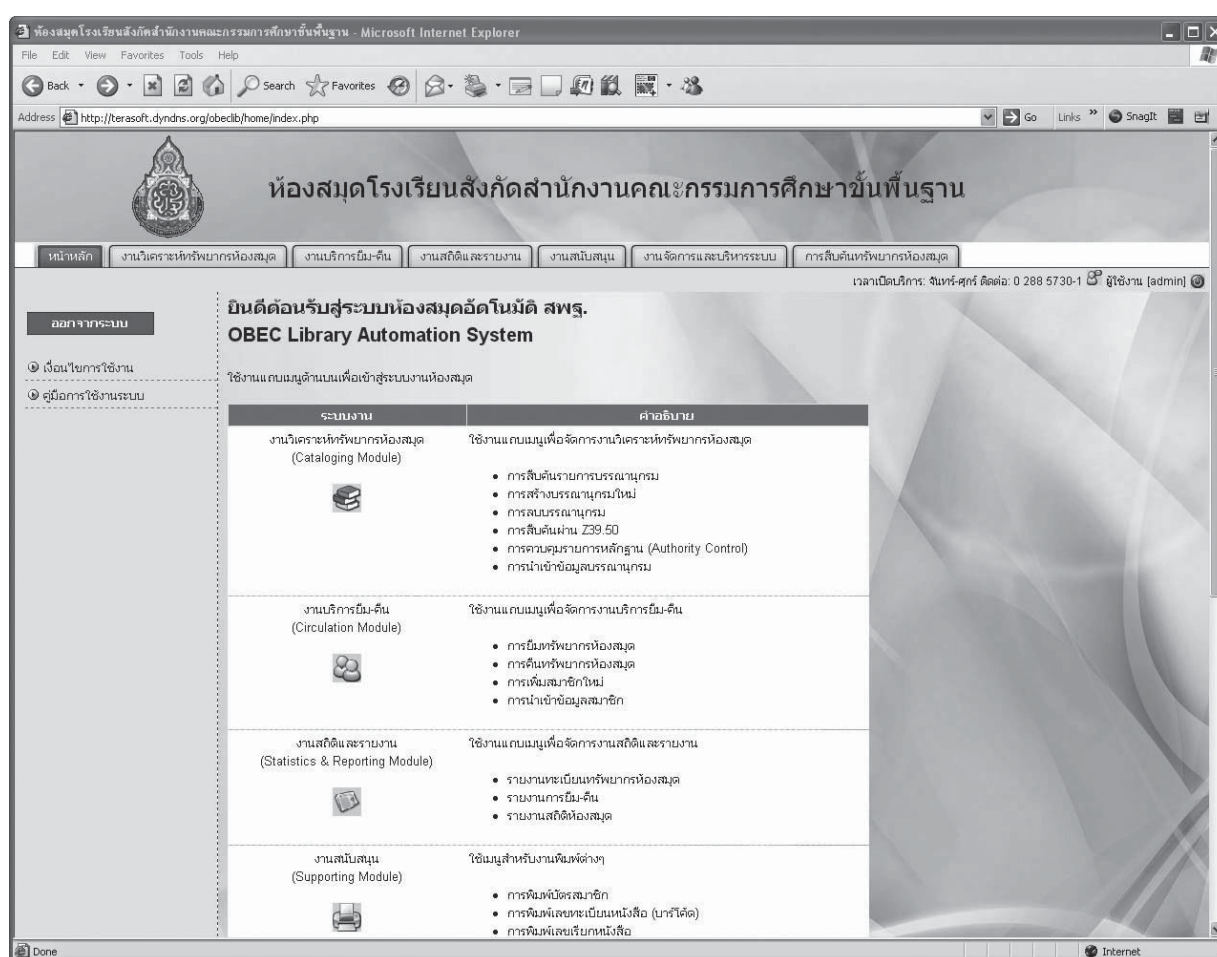 ห้องสมุดโรงเรียนสังกัดสำนักงานคณะกรรมการศึกษาขั้นพื้นฐาน - Microsoft Internet Explorer
File Edit View Favorites Tools Help
Back Search Favorites
Address http://terasoft.dyndns.org/obeclib/home/index.php Go Links » SnagIt
ห้องสมุดโรงเรียนสังกัดสำนักงานคณะกรรมการศึกษาขั้นพื้นฐาน
หน้าหลัก งานวิเคราะห์ทรัพยากรห้องสมุด งานบริการยืม-คืน งานสถิติและรายงาน งานสนับสนุน งานจัดการและบริหารระบบ การสืบค้นทรัพยากรห้องสมุด
เวลาเปิดบริการ: จันทร์-ศุกร์ ติดต่อ: 0 288 5730-1 ผู้ใช้งาน [admin]
ออกจากระบบ
เงื่อนไขการใช้งาน
คู่มือการใช้งานระบบ
ยินดีต้อนรับสู่ระบบห้องสมุดอัตโนมัติ สพฐ.
OBEC Library Automation System
ใช้งานแถบเมนูด้านบนเพื่อเข้าสู่ระบบงานห้องสมุด
ระบบงาน คำอธิบาย
งานวิเคราะห์ทรัพยากรห้องสมุด
(Cataloging Module)
ใช้งานแถบเมนูเพื่อจัดการงานวิเคราะห์ทรัพยากรห้องสมุด
• การสืบค้นรายการบรรณานุกรม
• การสร้างบรรณานุกรมใหม่
• การลบบรรณานุกรม
• การสืบค้นผ่าน Z39.50
• การควบคุมรายการหลักฐาน (Authority Control)
• การนำเข้าข้อมูลบรรณานุกรม
งานบริการยืม-คืน
(Circulation Module)
ใช้งานแถบเมนูเพื่อจัดการงานบริการยืม-คืน
• การยืมทรัพยากรห้องสมุด
• การคืนทรัพยากรห้องสมุด
• การเพิ่มสมาชิกใหม่
• การนำเข้าข้อมูลสมาชิก
งานสถิติและรายงาน
(Statistics & Reporting Module)
ใช้งานแถบเมนูเพื่อจัดการงานสถิติและรายงาน
• รายงานทะเบียนทรัพยากรห้องสมุด
• รายงานการยืม-คืน
• รายงานสถิติห้องสมุด
งานสนับสนุน
(Supporting Module)
ใช้เมนูสำหรับงานพิมพ์ต่างๆ
• การพิมพ์บัตรสมาชิก
• การพิมพ์เลขทะเบียนหนังสือ (บาร์โค้ด)
• การพิมพ์เลขเรียกหนังสือ
Done Internet